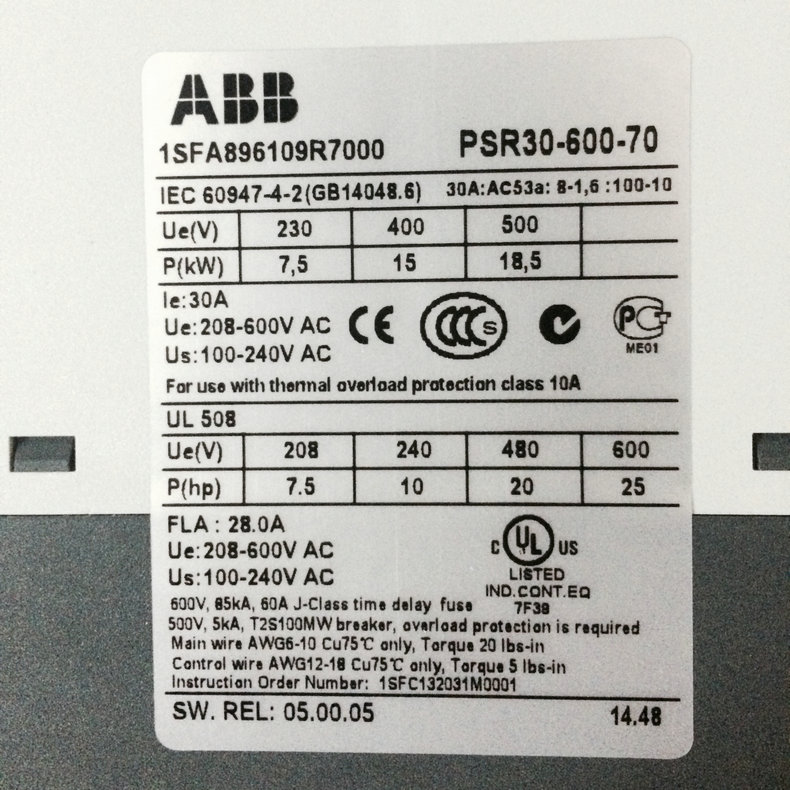 ABB
1SFA896109R7000 PSR30-600-70
IEC 60947-4-2(GB14048.6) 30A:AC53a: 8-1,6 :100-10
Ue(V) 230 400 500
P(kW) 7,5 15 18,5
Ie:30A
Ue:208-600V AC
Us:100-240V AC
CE CCC S PC
ME01
For use with thermal overload protection class 10A
UL 508
Ue(V) 208 240 480 600
P(hp) 7.5 10 20 25
FLA : 28.0A
Ue:208-600V AC
Us:100-240V AC
C UL US
LISTED
IND.CONT.EQ
7F39
600V, 85kA, 60A J-Class time delay fuse
500V, 5kA, T2S100MW breaker, overload protection is required
Main wire AWG6-10 Cu75℃ only, Torque 20 lbs-in
Control wire AWG12-18 Cu75℃ only, Torque 5 lbs-in
Instruction Order Number: 1SFC132031M0001
SW. REL: 05.00.05 14.48